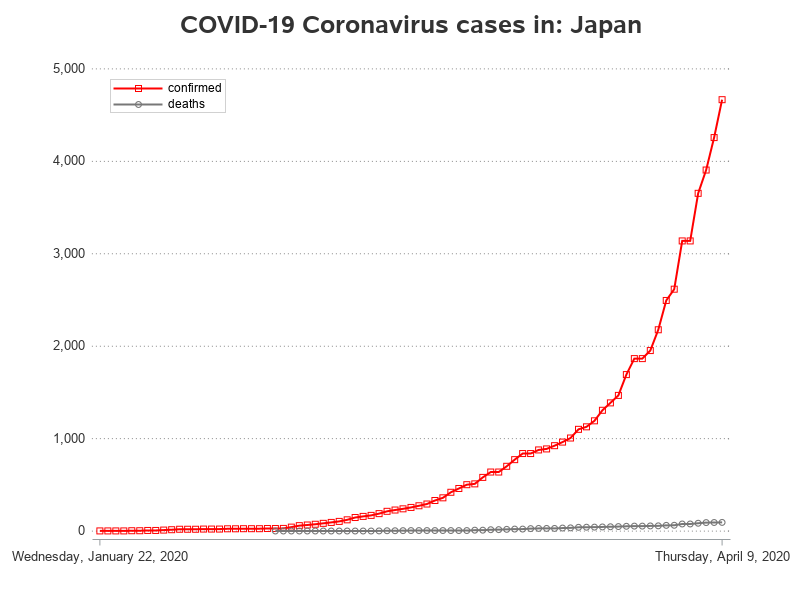 COVID-19 Coronavirus cases in: Japan
5,000
confirmed
deaths
4,000
3,000
2,000
1,000
0
Wednesday, January 22, 2020
Thursday, April 9, 2020